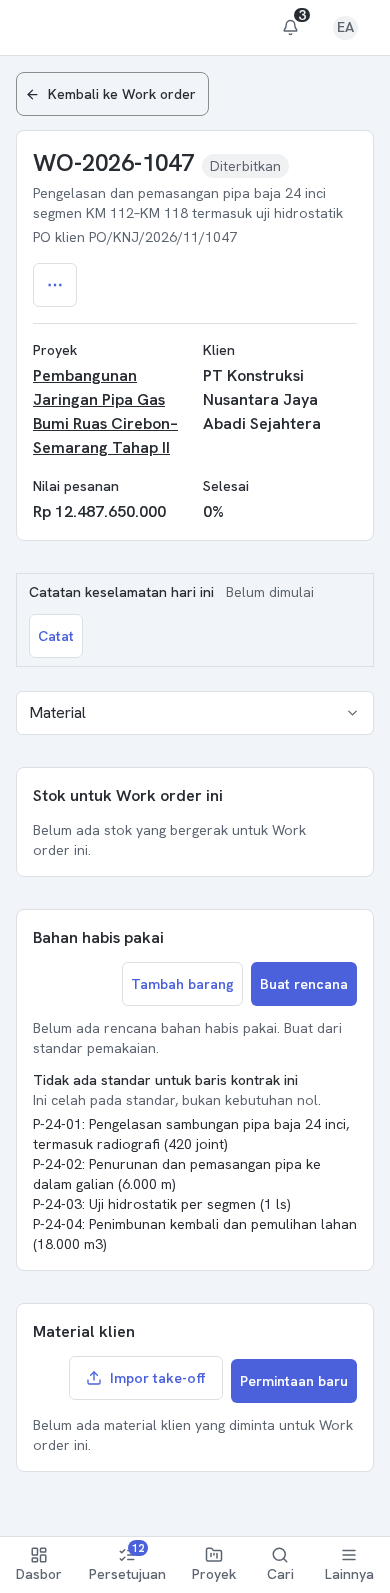 3
EA
Kembali ke Work order
WO-2026-1047 Diterbitkan
Pengelasan dan pemasangan pipa baja 24 inci
segmen KM 112–KM 118 termasuk uji hidrostatik
PO klien PO/KNJ/2026/11/1047
Proyek
Pembangunan
Jaringan Pipa Gas
Bumi Ruas Cirebon–
Semarang Tahap II
Klien
PT Konstruksi
Nusantara Jaya
Abadi Sejahtera
Nilai pesanan
Rp 12.487.650.000
Selesai
0%
Catatan keselamatan hari ini Belum dimulai
Catat
Material
Stok untuk Work order ini
Belum ada stok yang bergerak untuk Work
order ini.
Bahan habis pakai
Tambah barang
Buat rencana
Belum ada rencana bahan habis pakai. Buat dari
standar pemakaian.
Tidak ada standar untuk baris kontrak ini
Ini celah pada standar, bukan kebutuhan nol.
P-24-01: Pengelasan sambungan pipa baja 24 inci,
termasuk radiografi (420 joint)
P-24-02: Penurunan dan pemasangan pipa ke
dalam galian (6.000 m)
P-24-03: Uji hidrostatik per segmen (1 ls)
P-24-04: Penimbunan kembali dan pemulihan lahan
(18.000 m3)
Material klien
Impor take-off
Permintaan baru
Belum ada material klien yang diminta untuk Work
order ini.
12
Dasbor Persetujuan Proyek Cari Lainnya